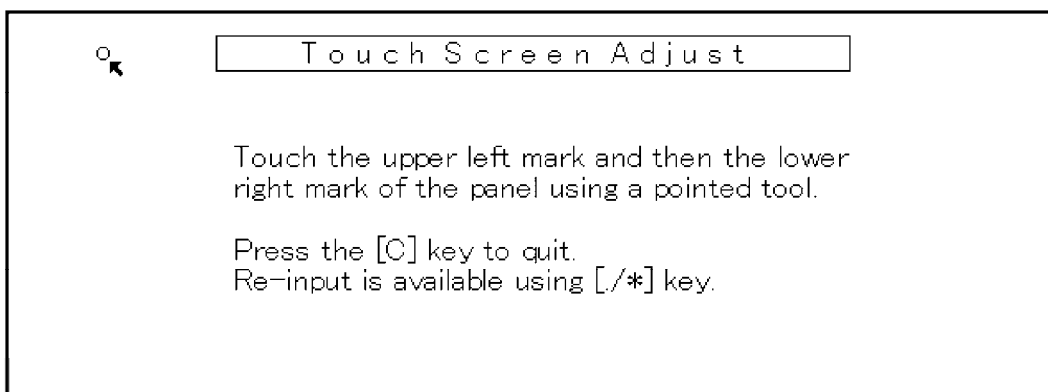 Touch Screen Adjust
Touch the upper left mark and then the lower
right mark of the panel using a pointed tool.
Press the [C] key to quit.
Re-input is available using [./*] key.